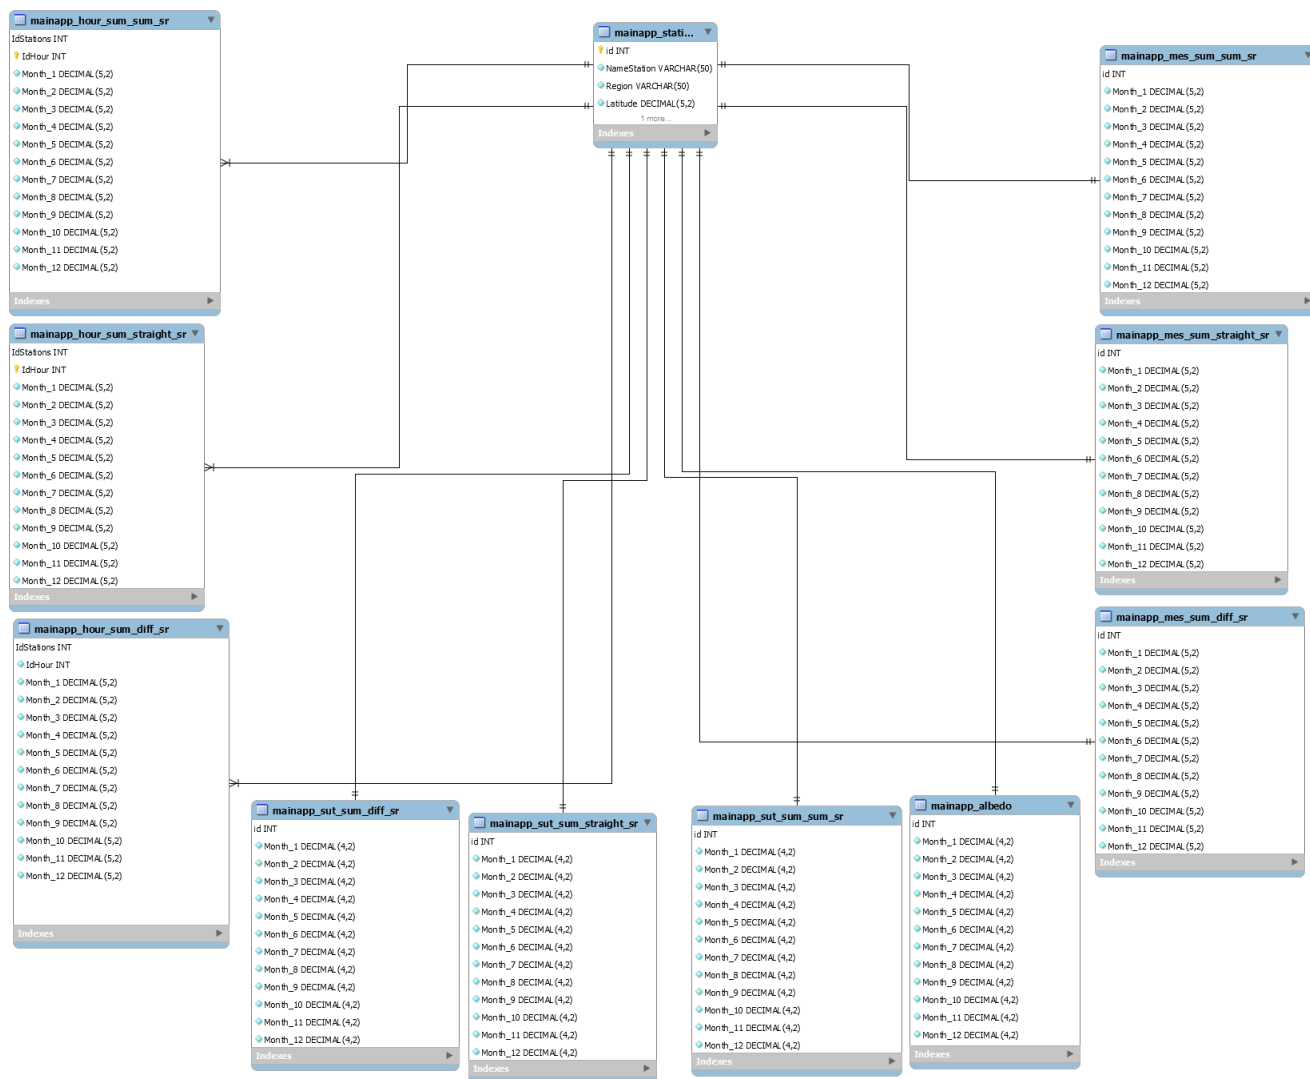 mainapp_hour_sum_sum_sr
IdStations INT
IdHour INT
Month_1 DECIMAL(5,2)
Month_2 DECIMAL(5,2)
Month_3 DECIMAL(5,2)
Month_4 DECIMAL(5,2)
Month_5 DECIMAL(5,2)
Month_6 DECIMAL(5,2)
Month_7 DECIMAL(5,2)
Month_8 DECIMAL(5,2)
Month_9 DECIMAL(5,2)
Month_10 DECIMAL(5,2)
Month_11 DECIMAL(5,2)
Month_12 DECIMAL(5,2)
Indexes
mainapp_stati...
id INT
NameStation VARCHAR(50)
Region VARCHAR(50)
Latitude DECIMAL(5,2)
1 more...
Indexes
mainapp_mes_sum_sum_sr
id INT
Month_1 DECIMAL(5,2)
Month_2 DECIMAL(5,2)
Month_3 DECIMAL(5,2)
Month_4 DECIMAL(5,2)
Month_5 DECIMAL(5,2)
Month_6 DECIMAL(5,2)
Month_7 DECIMAL(5,2)
Month_8 DECIMAL(5,2)
Month_9 DECIMAL(5,2)
Month_10 DECIMAL(5,2)
Month_11 DECIMAL(5,2)
Month_12 DECIMAL(5,2)
Indexes
mainapp_hour_sum_straight_sr
IdStations INT
IdHour INT
Month_1 DECIMAL(5,2)
Month_2 DECIMAL(5,2)
Month_3 DECIMAL(5,2)
Month_4 DECIMAL(5,2)
Month_5 DECIMAL(5,2)
Month_6 DECIMAL(5,2)
Month_7 DECIMAL(5,2)
Month_8 DECIMAL(5,2)
Month_9 DECIMAL(5,2)
Month_10 DECIMAL(5,2)
Month_11 DECIMAL(5,2)
Month_12 DECIMAL(5,2)
Indexes
mainapp_mes_sum_straight_sr
id INT
Month_1 DECIMAL(5,2)
Month_2 DECIMAL(5,2)
Month_3 DECIMAL(5,2)
Month_4 DECIMAL(5,2)
Month_5 DECIMAL(5,2)
Month_6 DECIMAL(5,2)
Month_7 DECIMAL(5,2)
Month_8 DECIMAL(5,2)
Month_9 DECIMAL(5,2)
Month_10 DECIMAL(5,2)
Month_11 DECIMAL(5,2)
Month_12 DECIMAL(5,2)
Indexes
mainapp_hour_sum_diff_sr
IdStations INT
IdHour INT
Month_1 DECIMAL(5,2)
Month_2 DECIMAL(5,2)
Month_3 DECIMAL(5,2)
Month_4 DECIMAL(5,2)
Month_5 DECIMAL(5,2)
Month_6 DECIMAL(5,2)
Month_7 DECIMAL(5,2)
Month_8 DECIMAL(5,2)
Month_9 DECIMAL(5,2)
Month_10 DECIMAL(5,2)
Month_11 DECIMAL(5,2)
Month_12 DECIMAL(5,2)
Indexes
mainapp_mes_sum_diff_sr
id INT
Month_1 DECIMAL(5,2)
Month_2 DECIMAL(5,2)
Month_3 DECIMAL(5,2)
Month_4 DECIMAL(5,2)
Month_5 DECIMAL(5,2)
Month_6 DECIMAL(5,2)
Month_7 DECIMAL(5,2)
Month_8 DECIMAL(5,2)
Month_9 DECIMAL(5,2)
Month_10 DECIMAL(5,2)
Month_11 DECIMAL(5,2)
Month_12 DECIMAL(5,2)
Indexes
mainapp_sut_sum_diff_sr
id INT
Month_1 DECIMAL(4,2)
Month_2 DECIMAL(4,2)
Month_3 DECIMAL(4,2)
Month_4 DECIMAL(4,2)
Month_5 DECIMAL(4,2)
Month_6 DECIMAL(4,2)
Month_7 DECIMAL(4,2)
Month_8 DECIMAL(4,2)
Month_9 DECIMAL(4,2)
Month_10 DECIMAL(4,2)
Month_11 DECIMAL(4,2)
Month_12 DECIMAL(4,2)
Indexes
mainapp_sut_sum_straight_sr
id INT
Month_1 DECIMAL(4,2)
Month_2 DECIMAL(4,2)
Month_3 DECIMAL(4,2)
Month_4 DECIMAL(4,2)
Month_5 DECIMAL(4,2)
Month_6 DECIMAL(4,2)
Month_7 DECIMAL(4,2)
Month_8 DECIMAL(4,2)
Month_9 DECIMAL(4,2)
Month_10 DECIMAL(4,2)
Month_11 DECIMAL(4,2)
Month_12 DECIMAL(4,2)
Indexes
mainapp_sut_sum_sum_sr
id INT
Month_1 DECIMAL(4,2)
Month_2 DECIMAL(4,2)
Month_3 DECIMAL(4,2)
Month_4 DECIMAL(4,2)
Month_5 DECIMAL(4,2)
Month_6 DECIMAL(4,2)
Month_7 DECIMAL(4,2)
Month_8 DECIMAL(4,2)
Month_9 DECIMAL(4,2)
Month_10 DECIMAL(4,2)
Month_11 DECIMAL(4,2)
Month_12 DECIMAL(4,2)
Indexes
mainapp_albedo
id INT
Month_1 DECIMAL(4,2)
Month_2 DECIMAL(4,2)
Month_3 DECIMAL(4,2)
Month_4 DECIMAL(4,2)
Month_5 DECIMAL(4,2)
Month_6 DECIMAL(4,2)
Month_7 DECIMAL(4,2)
Month_8 DECIMAL(4,2)
Month_9 DECIMAL(4,2)
Month_10 DECIMAL(4,2)
Month_11 DECIMAL(4,2)
Month_12 DECIMAL(4,2)
Indexes